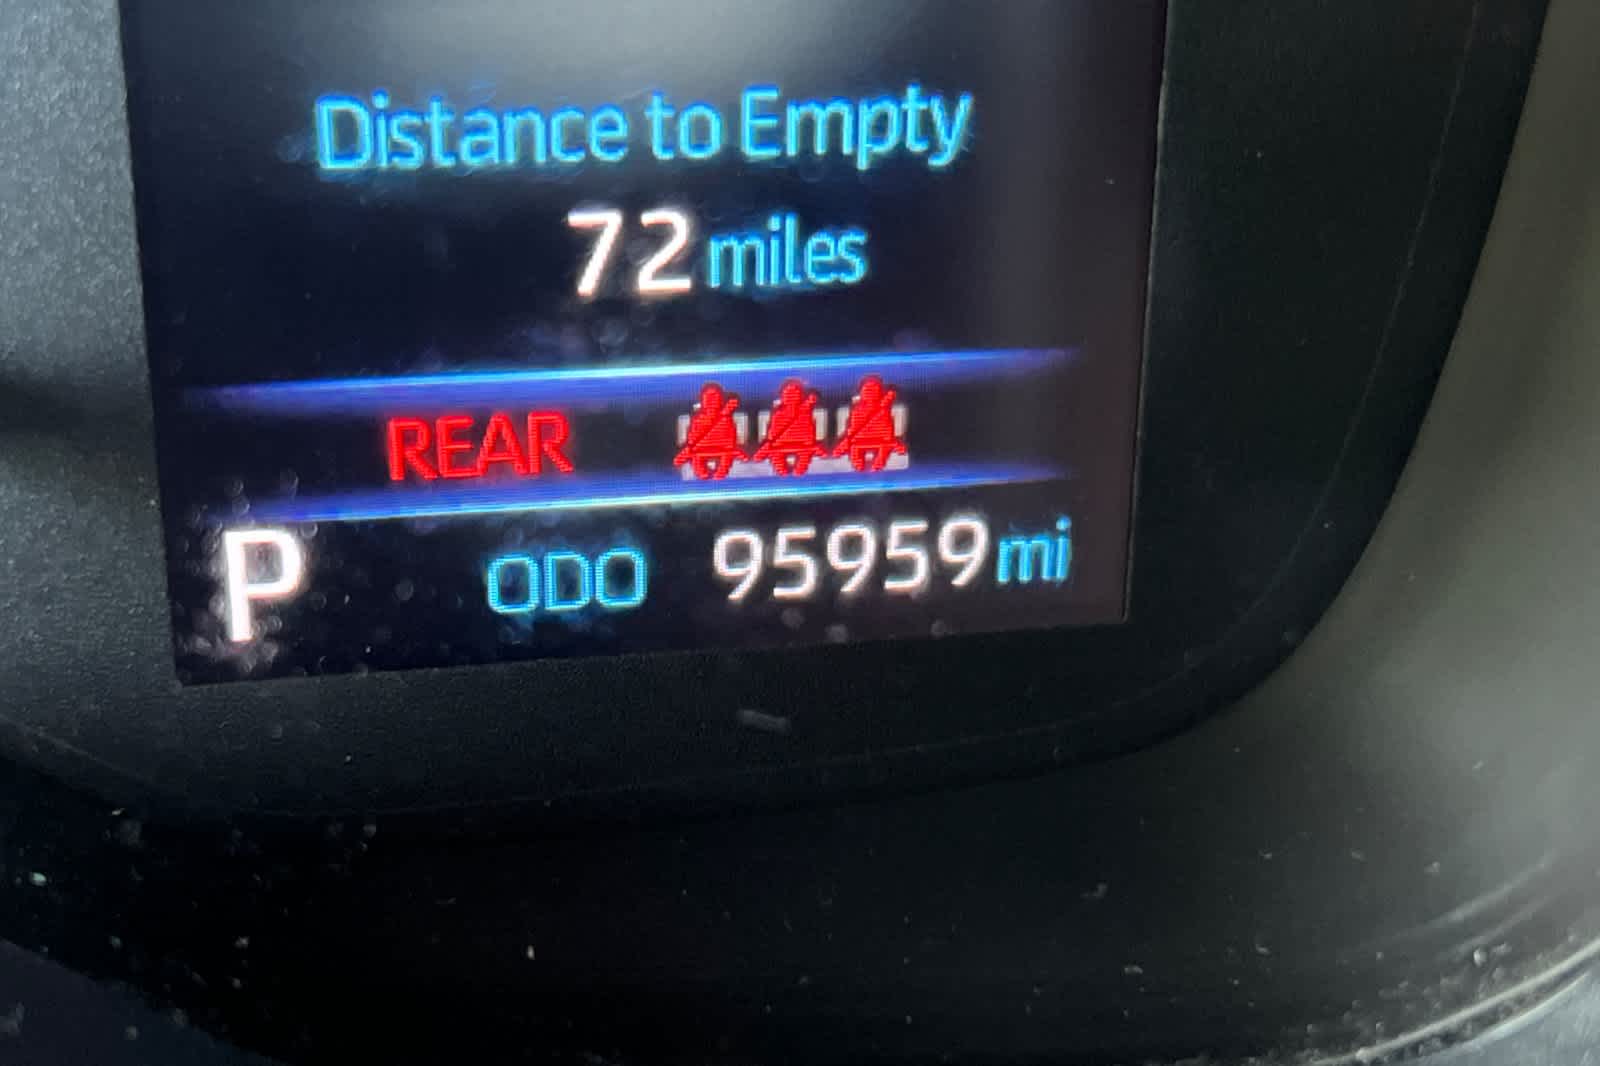 Distance to Empty
72 miles
REAR
P ODO 95959 mi